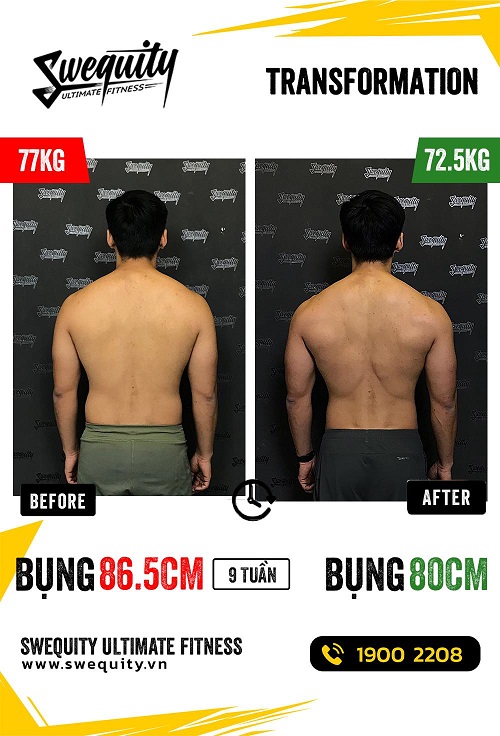 Swequity
ULTIMATE FITNESS
TRANSFORMATION
77KG
72.5KG
BEFORE
AFTER
BỤNG 86.5CM
9 TUẦN
BỤNG 80CM
SWEQUITY ULTIMATE FITNESS
www.swequity.vn
1900 2208